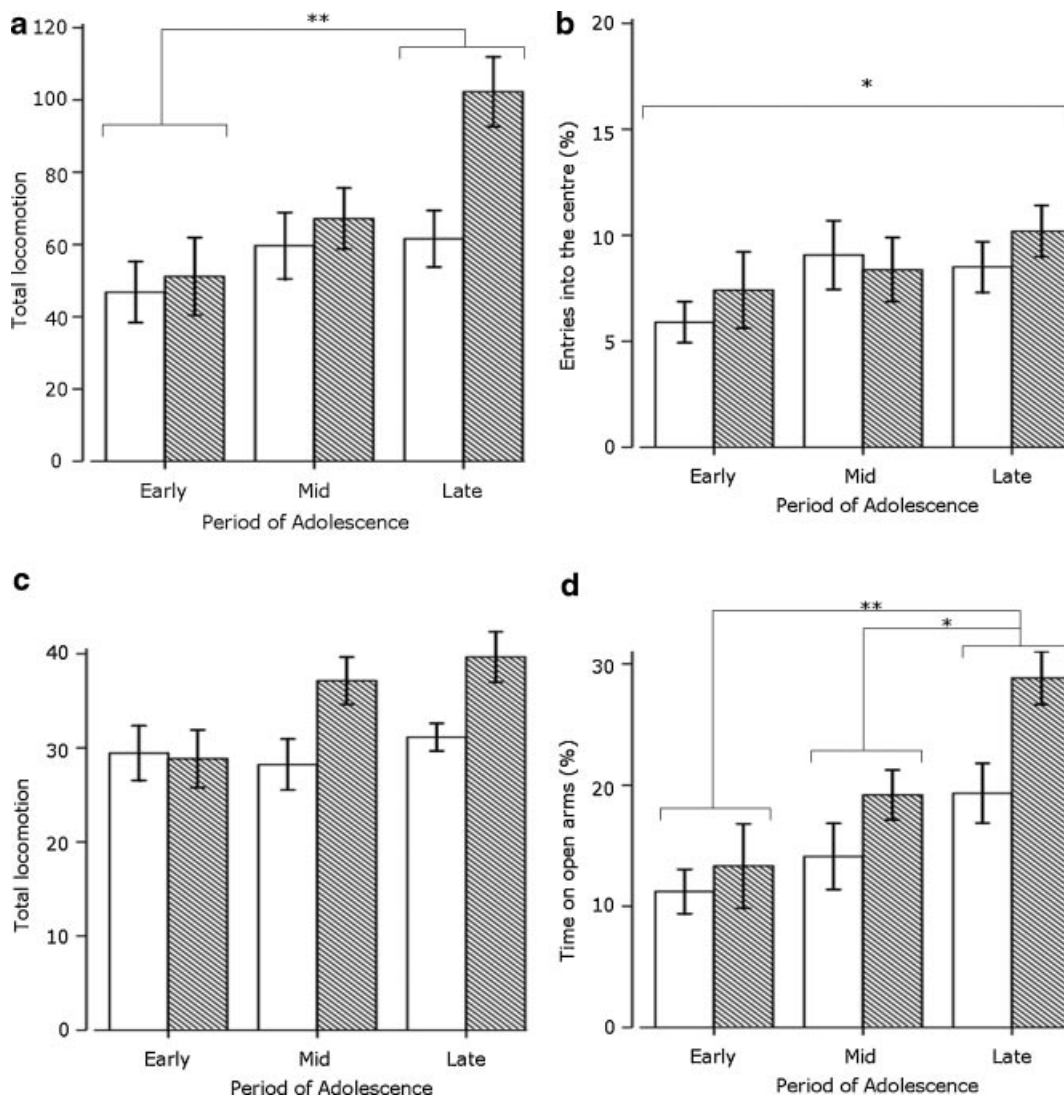 a
**
120
100
80
60
40
20
0
Total locomotion
Early Mid Late
Period of Adolescence
b
*
20
15
10
5
0
Entries into the centre (%)
Early Mid Late
Period of Adolescence
c
40
30
20
10
0
Total locomotion
Early Mid Late
Period of Adolescence
d
**
*
30
20
10
0
Time on open arms (%)
Early Mid Late
Period of Adolescence